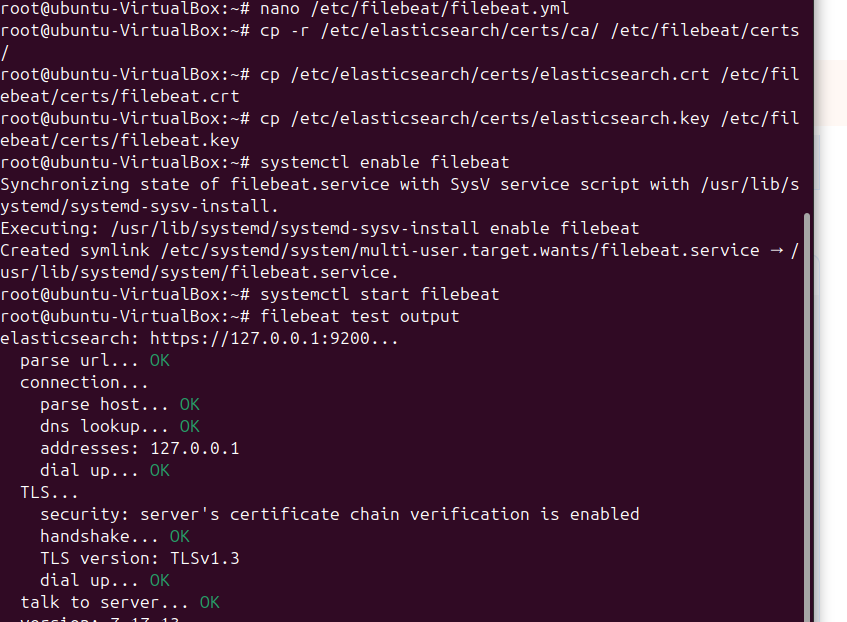 root@ubuntu-VirtualBox:~# nano /etc/filebeat/filebeat.yml
root@ubuntu-VirtualBox:~# cp -r /etc/elasticsearch/certs/ca/ /etc/filebeat/certs
/
root@ubuntu-VirtualBox:~# cp /etc/elasticsearch/certs/elasticsearch.crt /etc/fil
ebeat/certs/filebeat.crt
root@ubuntu-VirtualBox:~# cp /etc/elasticsearch/certs/elasticsearch.key /etc/fil
ebeat/certs/filebeat.key
root@ubuntu-VirtualBox:~# systemctl enable filebeat
Synchronizing state of filebeat.service with SysV service script with /usr/lib/s
ystemd/systemd-sysv-install.
Executing: /usr/lib/systemd/systemd-sysv-install enable filebeat
Created symlink /etc/systemd/system/multi-user.target.wants/filebeat.service → /
usr/lib/systemd/system/filebeat.service.
root@ubuntu-VirtualBox:~# systemctl start filebeat
root@ubuntu-VirtualBox:~# filebeat test output
elasticsearch: https://127.0.0.1:9200...
  parse url... OK
  connection...
    parse host... OK
    dns lookup... OK
    addresses: 127.0.0.1
    dial up... OK
  TLS...
    security: server's certificate chain verification is enabled
    handshake... OK
    TLS version: TLSv1.3
    dial up... OK
  talk to server... OK
  version: 7.17.13